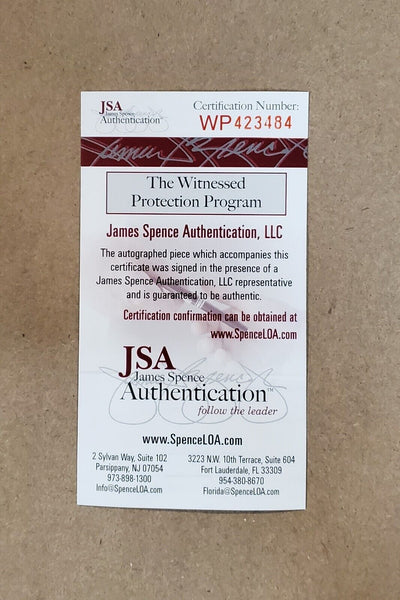 JSA
James Spence
Authentication™
Certification Number:
WP423484
James Spence
The Witnessed
Protection Program
James Spence Authentication, LLC
The autographed piece which accompanies this
certificate was signed in the presence of a
James Spence Authentication, LLC representative
and is guaranteed to be authentic.
Certification confirmation can be obtained at
www.SpenceLOA.com
JSA
James Spence
Authentication™
follow the leader
www.SpenceLOA.com
2 Sylvan Way, Suite 102
Parsippany, NJ 07054
973-898-1300
Info@SpenceLOA.com
3223 N.W. 10th Terrace, Suite 604
Fort Lauderdale, FL 33309
954-380-8670
Florida@SpenceLOA.com